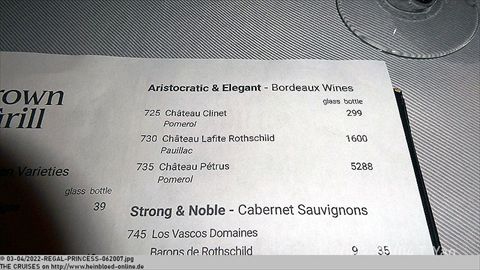 rown
rill
Varieties
glass bottle
39
Aristocratic & Elegant - Bordeaux Wines
glass bottle
725 Château Clinet 299
Pomerol
730 Château Lafite Rothschild 1600
Pauillac
735 Château Pétrus 5288
Pomerol
Strong & Noble - Cabernet Sauvignons
745 Los Vascos Domaines
Barons de Rothschild 9 35
© 03-04/2022-REGAL-PRINCESS-062007.jpg
THE CRUISES on http://www.heinbloed-online.de